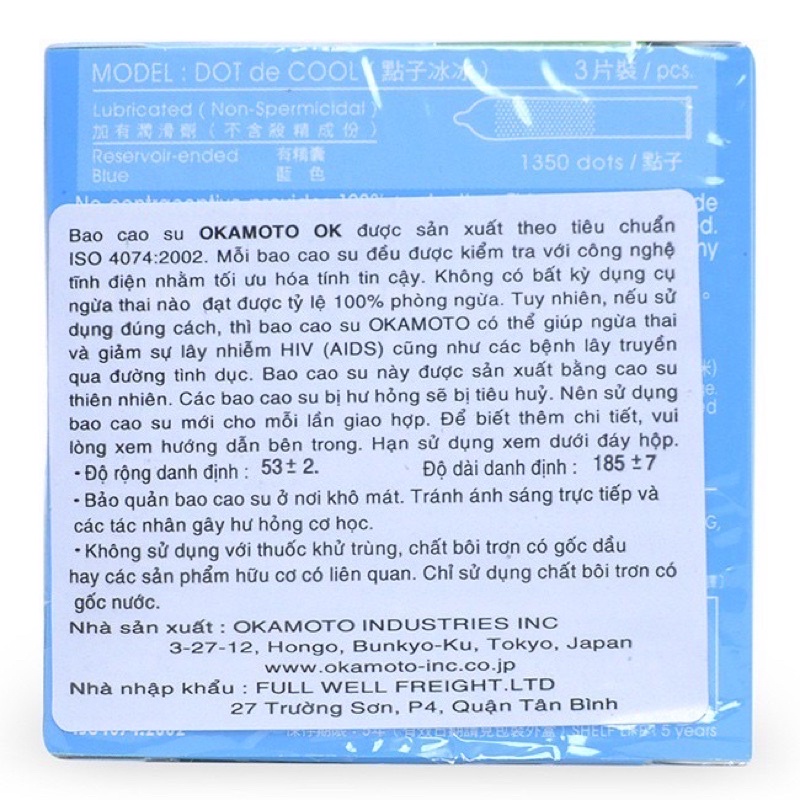 MODEL : DOT de COOL ( 點子冰冰 ) 3片裝 / pcs.
Lubricated ( Non-Spermicidal )
加有潤滑劑 ( 不含殺精成份 )
Reservoir-ended 有精囊
Blue 藍 色
1350 dots / 點子
Bao cao su OKAMOTO OK được sản xuất theo tiêu chuẩn
ISO 4074:2002. Mỗi bao cao su đều được kiểm tra với công nghệ
tĩnh điện nhằm tối ưu hóa tính tin cậy. Không có bất kỳ dụng cụ
ngừa thai nào đạt được tỷ lệ 100% phòng ngừa. Tuy nhiên, nếu sử
dụng đúng cách, thì bao cao su OKAMOTO có thể giúp ngừa thai
và giảm sự lây nhiễm HIV (AIDS) cũng như các bệnh lây truyền
qua đường tình dục. Bao cao su này được sản xuất bằng cao su
thiên nhiên. Các bao cao su bị hư hỏng sẽ bị tiêu huỷ. Nên sử dụng
bao cao su mới cho mỗi lần giao hợp. Để biết thêm chi tiết, vui
lòng xem hướng dẫn bên trong. Hạn sử dụng xem dưới đáy hộp.
- Độ rộng danh định : 53± 2. Độ dài danh định : 185 ±7
- Bảo quản bao cao su ở nơi khô mát. Tránh ánh sáng trực tiếp và
các tác nhân gây hư hỏng cơ học.
- Không sử dụng với thuốc khử trùng, chất bôi trợn có gốc dầu
hay các sản phẩm hữu cơ có liên quan. Chỉ sử dụng chất bôi trơn có
gốc nước.
Nhà sản xuất : OKAMOTO INDUSTRIES INC
3-27-12, Hongo, Bunkyo-Ku, Tokyo, Japan
www.okamoto-inc.co.jp
Nhà nhập khẩu : FULL WELL FREIGHT.LTD
27 Trường Sơn, P4, Quận Tân Bình
SHELF LIFE : 5 years